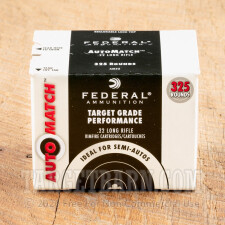 FEDERAL
AMMUNITION
AUTOMATCH
325 ROUNDS
TARGET GRADE
PERFORMANCE
22 LONG RIFLE
RIMFIRE CARTRIDGES/CARTOUCHES
325
ROUNDS
IDEAL FOR SEMI-AUTOS
AUTOMATCH